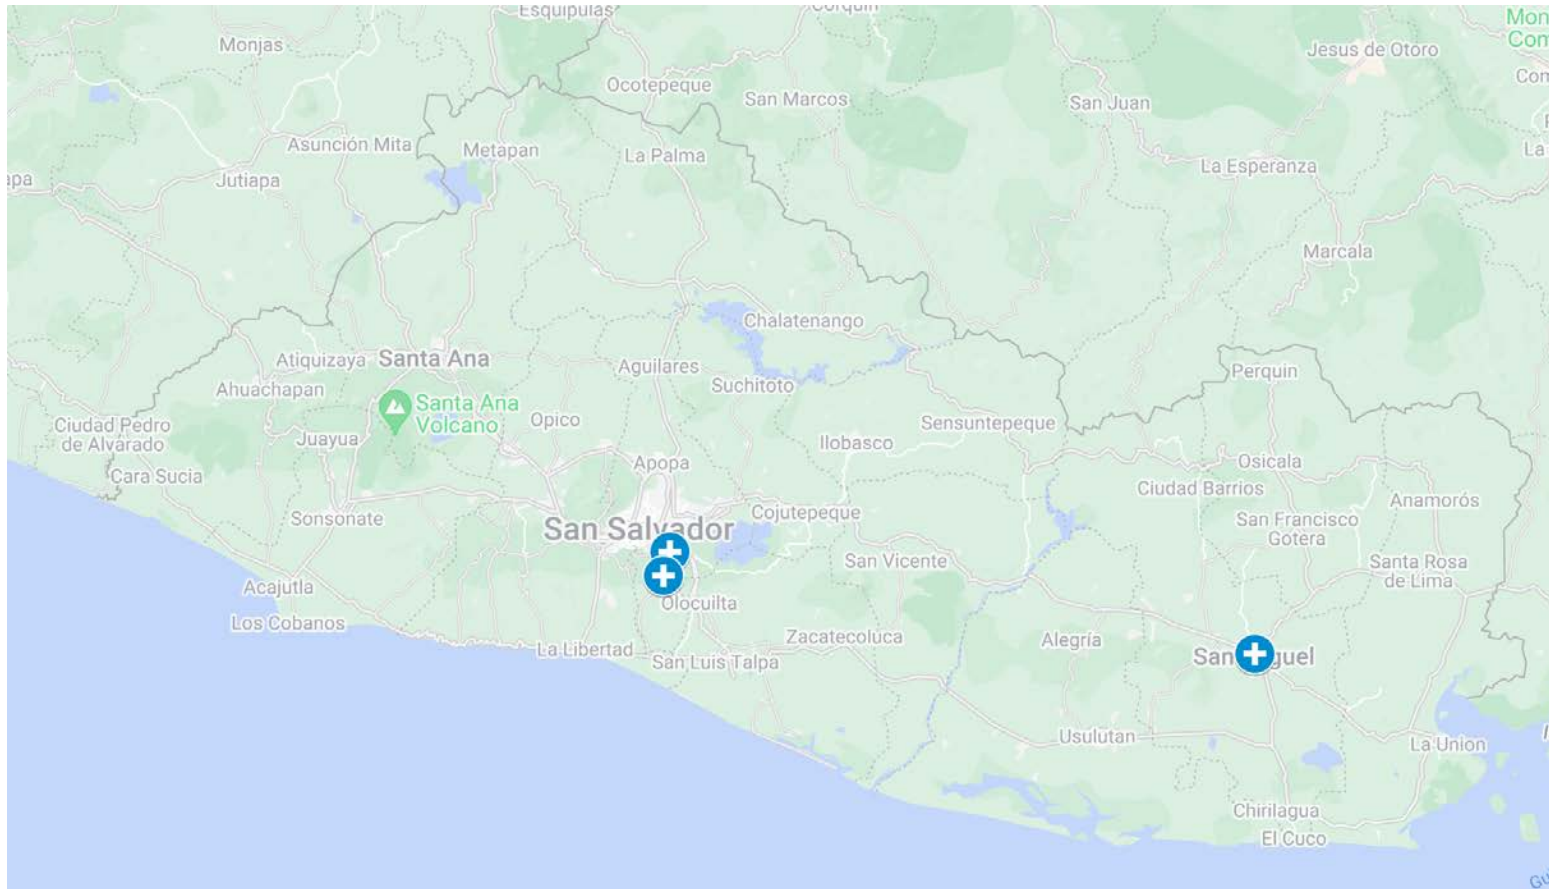 Esquipulas
Corquín
Monjas
Jesus de Otoro
Ocotepeque
San Marcos
San Juan
Asunción Mita
Metapan
La Palma
La Esperanza
Jutiapa
Marcala
Chalatenango
Atiquizaya
Santa Ana
Aguilares
Perquin
Ahuachapan
Suchitoto
Santa Ana
Volcano
Opico
Ciudad Pedro
de Alvarado
Juayua
Ilobasco
Sensuntepeque
Cara Sucia
Apopa
Osicala
Ciudad Barrios
Anamorós
Sonsonate
San Salvador
Cojutepeque
San Francisco
Gotera
San Vicente
Santa Rosa
de Lima
Acajutla
Olocuilta
Los Cobanos
La Libertad
Zacatecoluca
Alegría
San Luis Talpa
Usulutan
La Union
Chirilagua
El Cuco